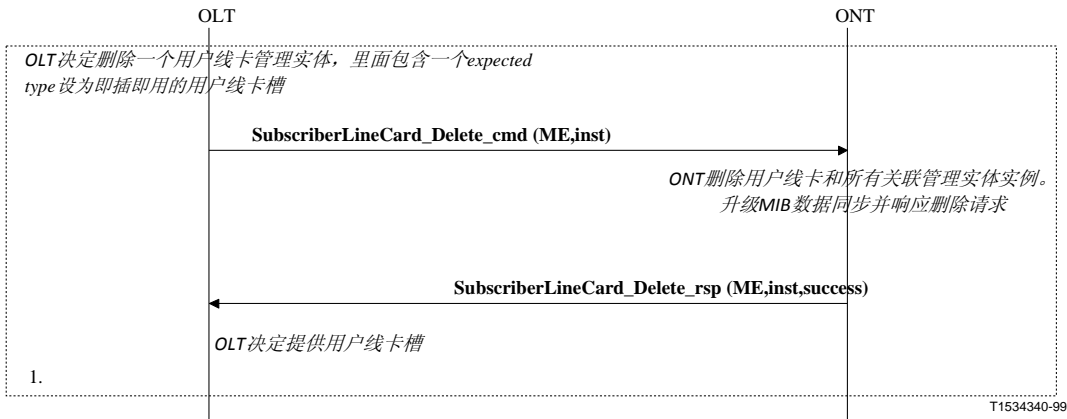 OLT
ONT
OLT决定删除一个用户线卡管理实体，里面包含一个expected
type设为即插即用的用户线卡槽
SubscriberLineCard_Delete_cmd (ME,inst)
ONT删除用户线卡和所有关联管理实体实例。
升级MIB数据同步并响应删除请求
SubscriberLineCard_Delete_rsp (ME,inst,success)
OLT决定提供用户线卡槽
1.
T1534340-99